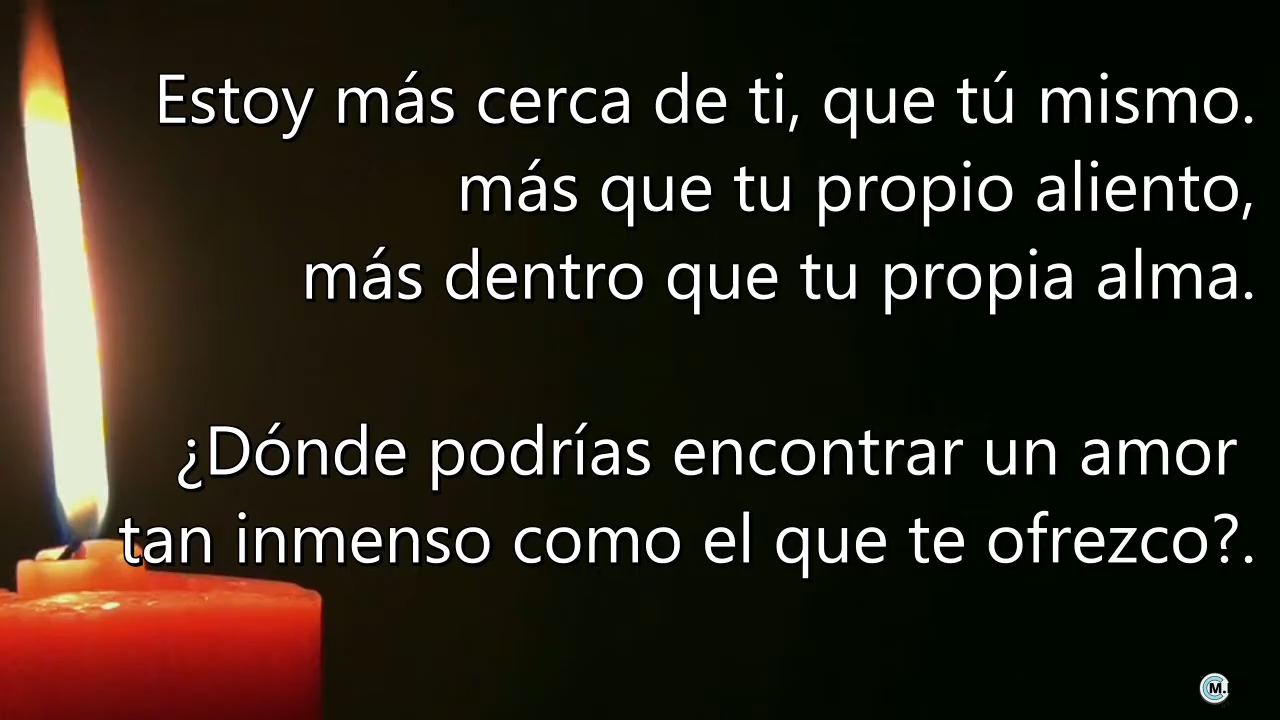 Estoy más cerca de ti, que tú mismo.
más que tu propio aliento,
más dentro que tu propia alma.
¿Dónde podrías encontrar un amor
tan inmenso como el que te ofrezco?.
M.